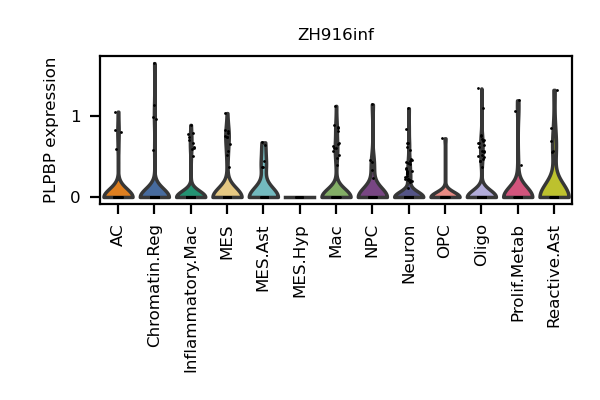 ZH916inf
PLPBP expression
1
0
AC
Chromatin.Reg
Inflammatory.Mac
MES
MES.Ast
MES.Hyp
Mac
NPC
Neuron
OPC
Oligo
Prolif.Metab
Reactive.Ast